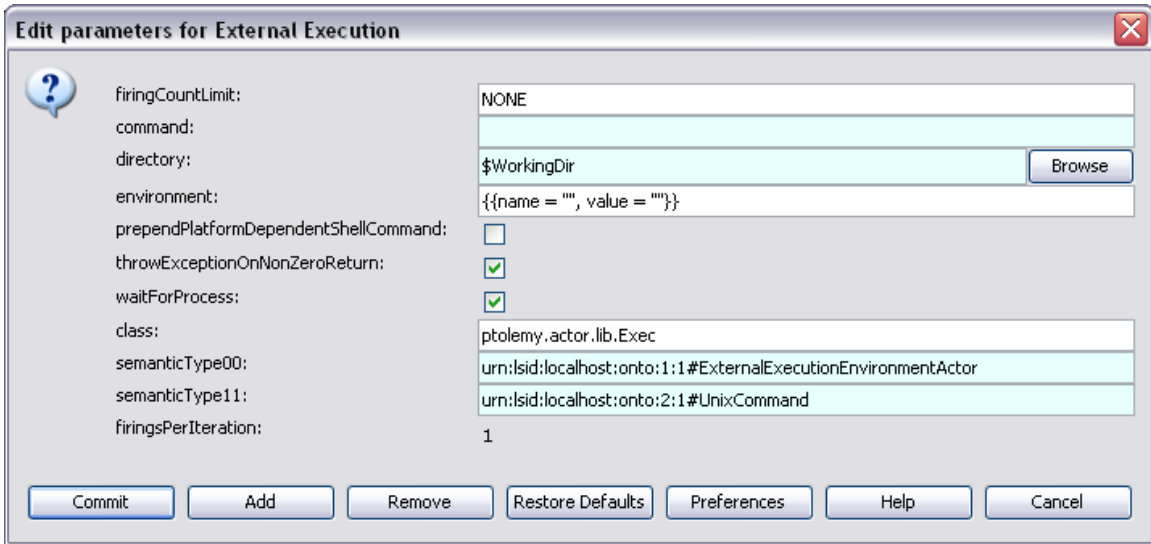 Edit parameters for External Execution
firingCountLimit: NONE
command:
directory: $WorkingDir Browse
environment: {{name = "", value = ""}}
prependPlatformDependentShellCommand:
throwExceptionOnNonZeroReturn:
waitForProcess:
class: ptolemy.actor.lib.Exec
semanticType00: urn:lsid:localhost:onto:1:1#ExternalExecutionEnvironmentActor
semanticType11: urn:lsid:localhost:onto:2:1#UnixCommand
firingsPerIteration: 1
Commit Add Remove Restore Defaults Preferences Help Cancel